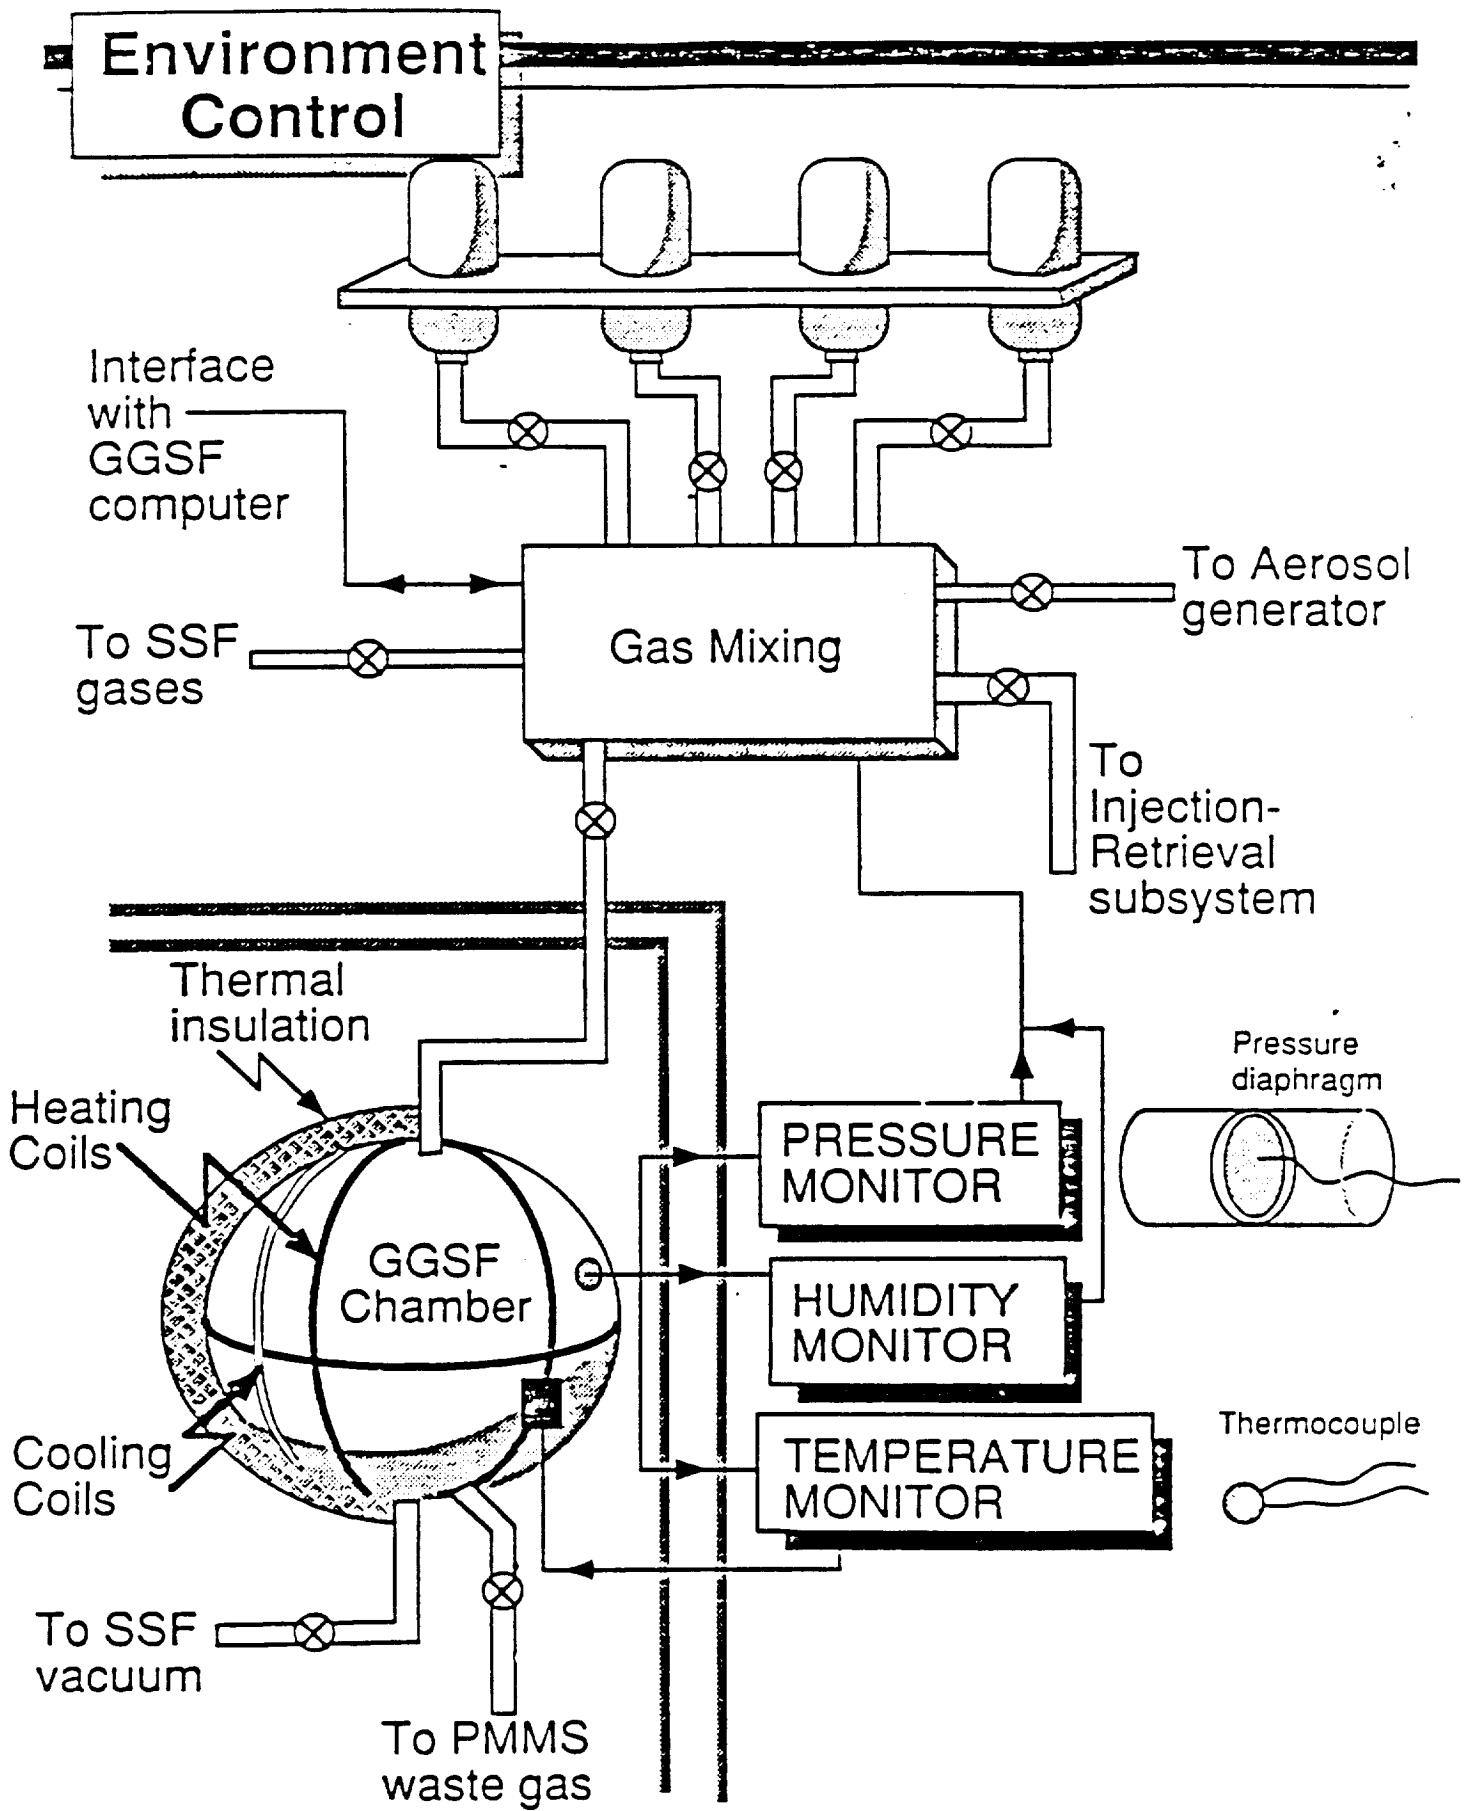 Environment
Control
Interface
with
GGSF
computer
To Aerosol
generator
To SSF
gases
Gas Mixing
To
Injection-
Retrieval
subsystem
Thermal
insulation
Heating
Coils
Pressure
diaphragm
PRESSURE
MONITOR
GGSF
Chamber
HUMIDITY
MONITOR
Cooling
Coils
TEMPERATURE
MONITOR
Thermocouple
To SSF
vacuum
To PMMS
waste gas